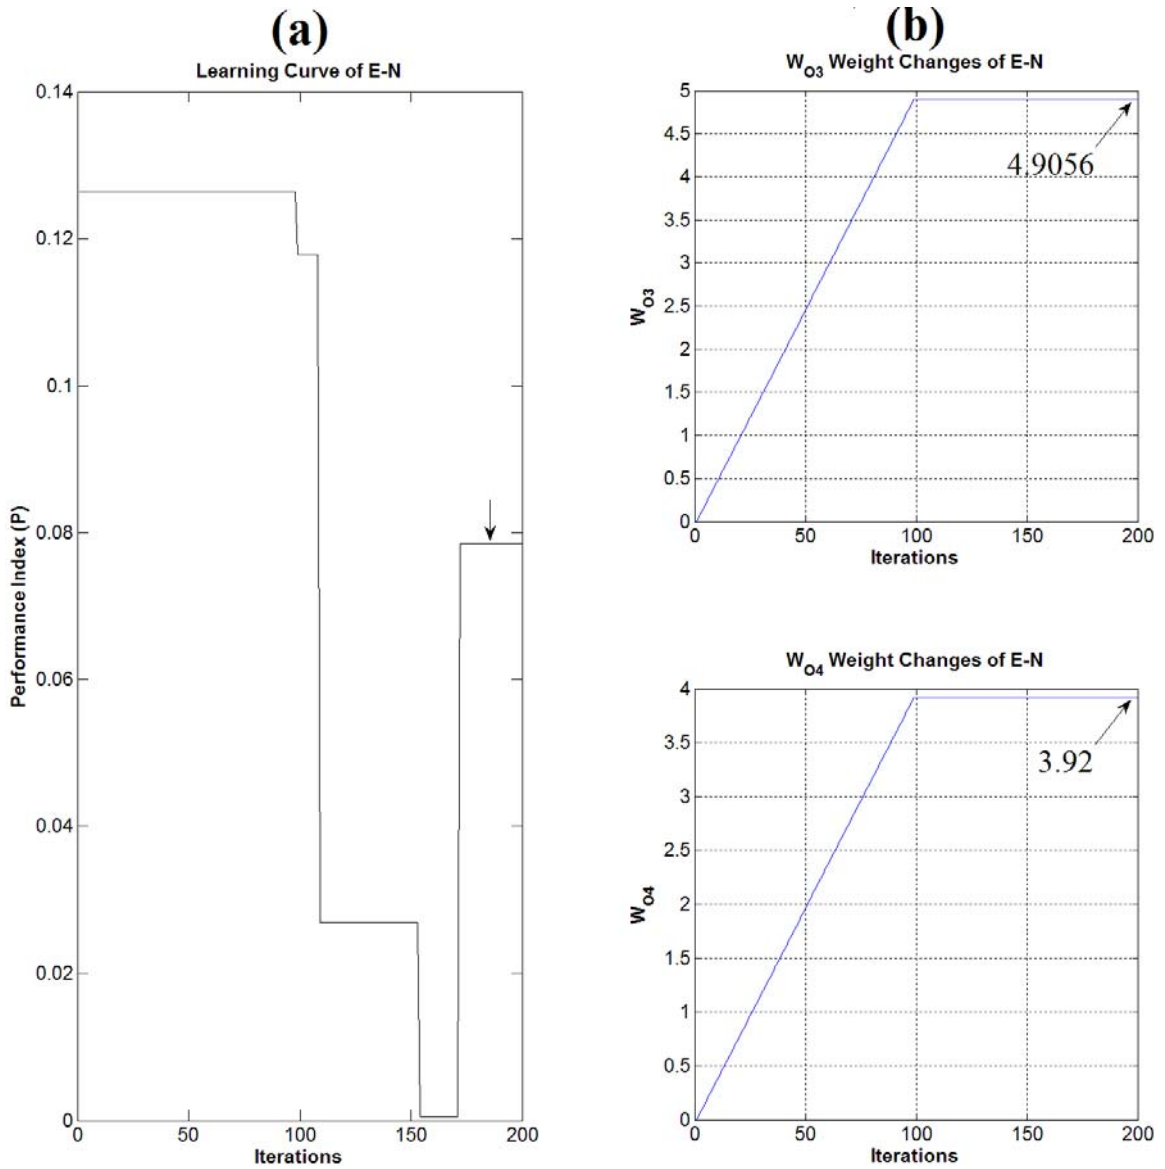 (a)
Learning Curve of E-N
0.14
0.12
0.1
0.08
0.06
0.04
0.02
0
Performance Index (P)
0 50 100 150 200
Iterations
(b)
W_O3 Weight Changes of E-N
5
4.5
4
3.5
3
2.5
2
1.5
1
0.5
0
W_O3
4.9056
0 50 100 150 200
Iterations
W_O4 Weight Changes of E-N
4
3.5
3
2.5
2
1.5
1
0.5
0
W_O4
3.92
0 50 100 150 200
Iterations